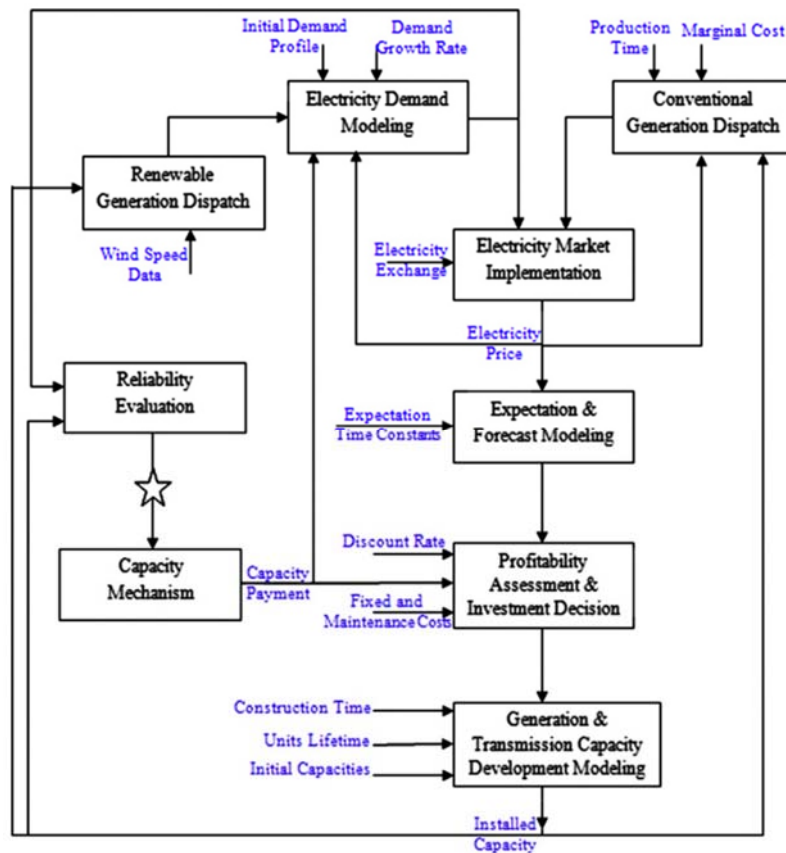 Initial Demand
Profile
Demand
Growth Rate
Production
Time
Marginal Cost
Electricity Demand
Modeling
Conventional
Generation Dispatch
Renewable
Generation Dispatch
Wind Speed
Data
Electricity
Exchange
Electricity Market
Implementation
Electricity
Price
Reliability
Evaluation
Expectation
Time Constants
Expectation &
Forecast Modeling
Capacity
Mechanism
Capacity
Payment
Discount Rate
Fixed and
Maintenance Costs
Profitability
Assessment &
Investment Decision
Construction Time
Units Lifetime
Initial Capacities
Generation &
Transmission Capacity
Development Modeling
Installed
Capacity